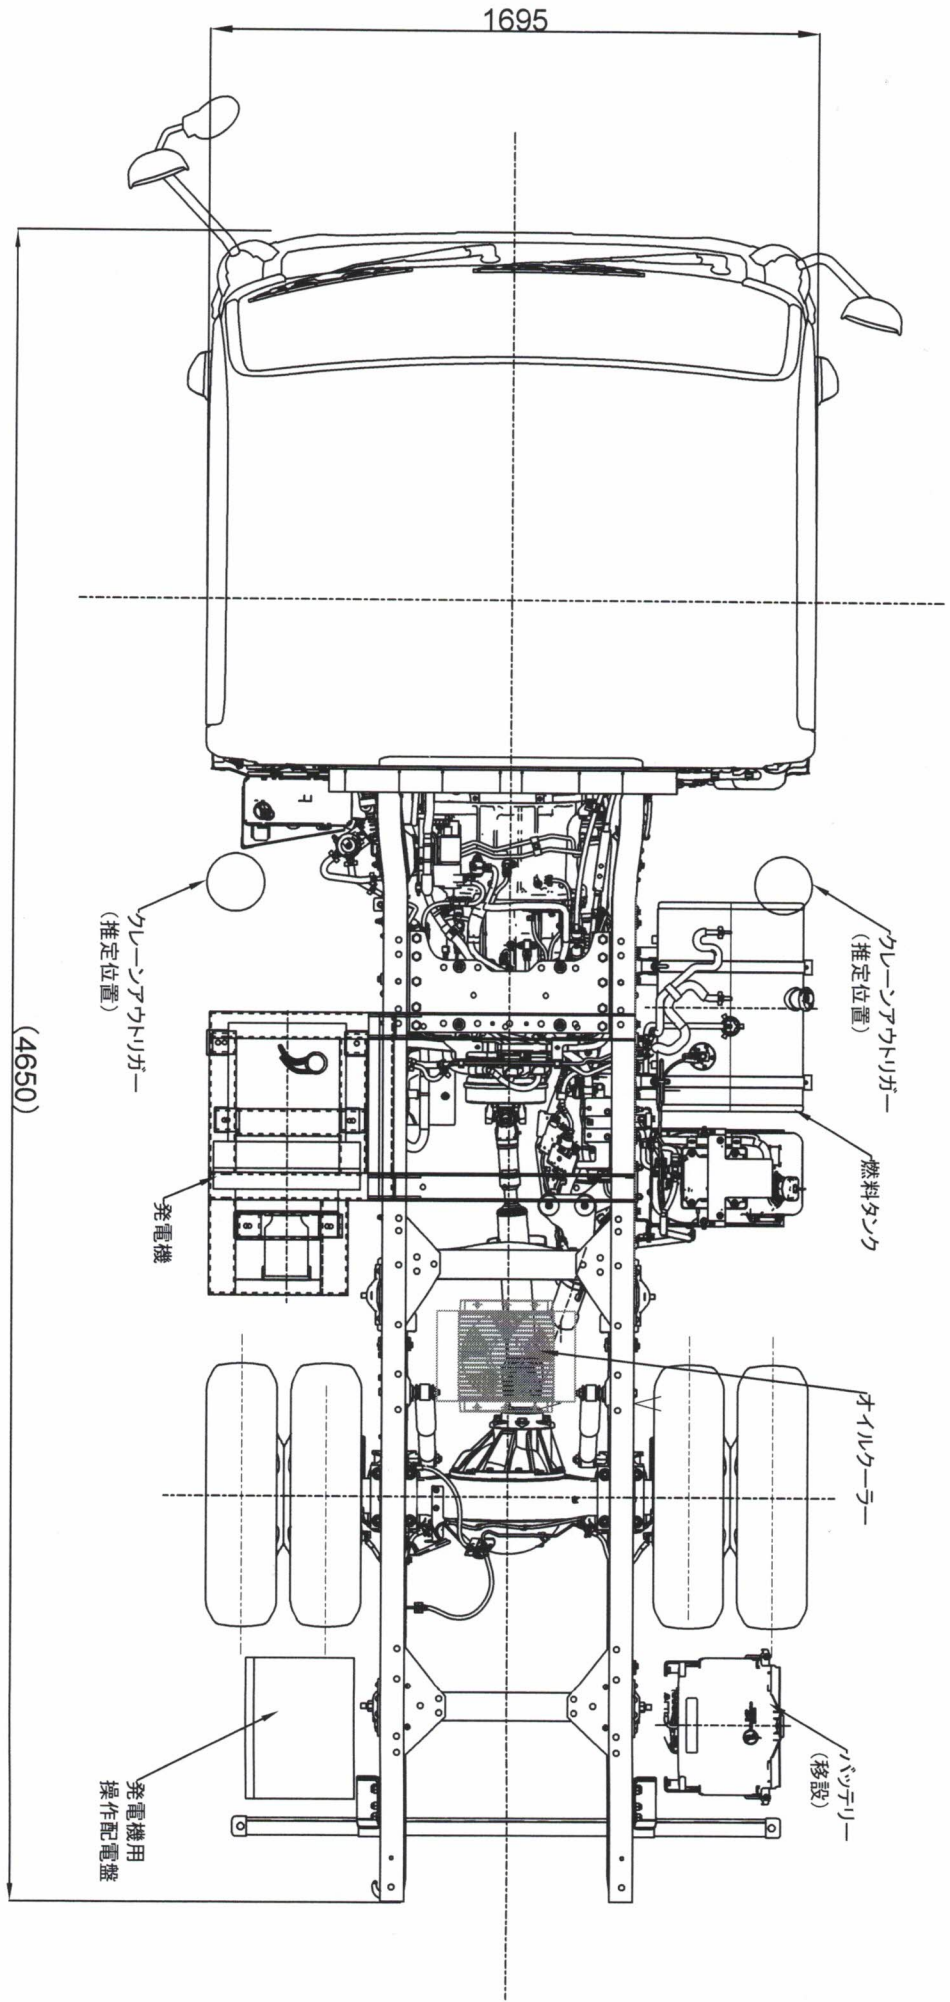 1695
クレーンアウトリガー
（推定位置）
燃料タンク
オイルクーラー
バッテリー
（移設）
クレーンアウトリガー
（推定位置）
発電機
発電機用
操作配電盤
（4650）